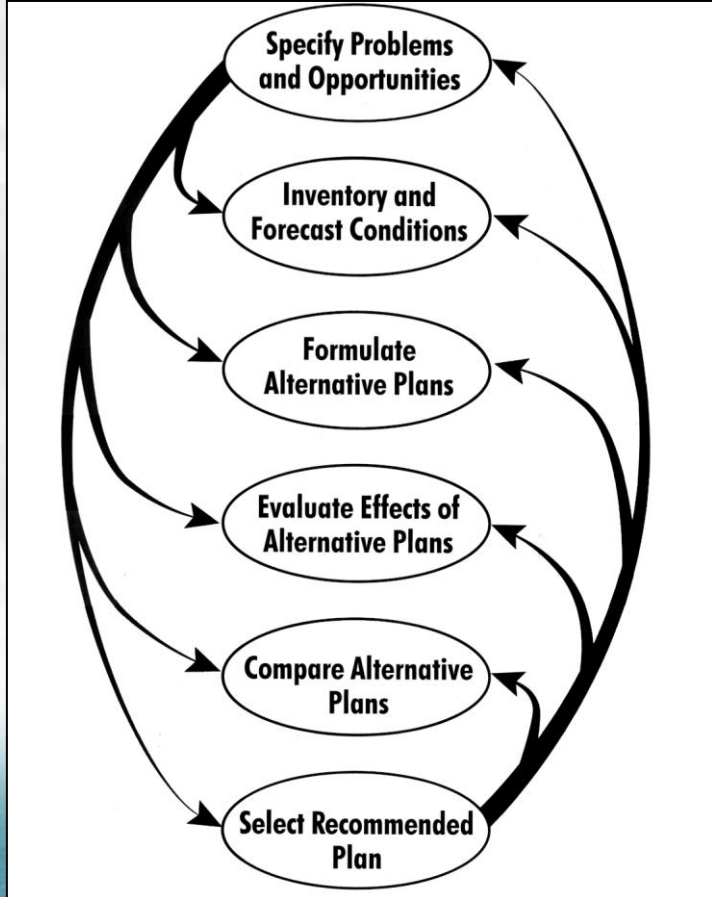 Specify Problems
and Opportunities
Inventory and
Forecast Conditions
Formulate
Alternative Plans
Evaluate Effects of
Alternative Plans
Compare Alternative
Plans
Select Recommended
Plan